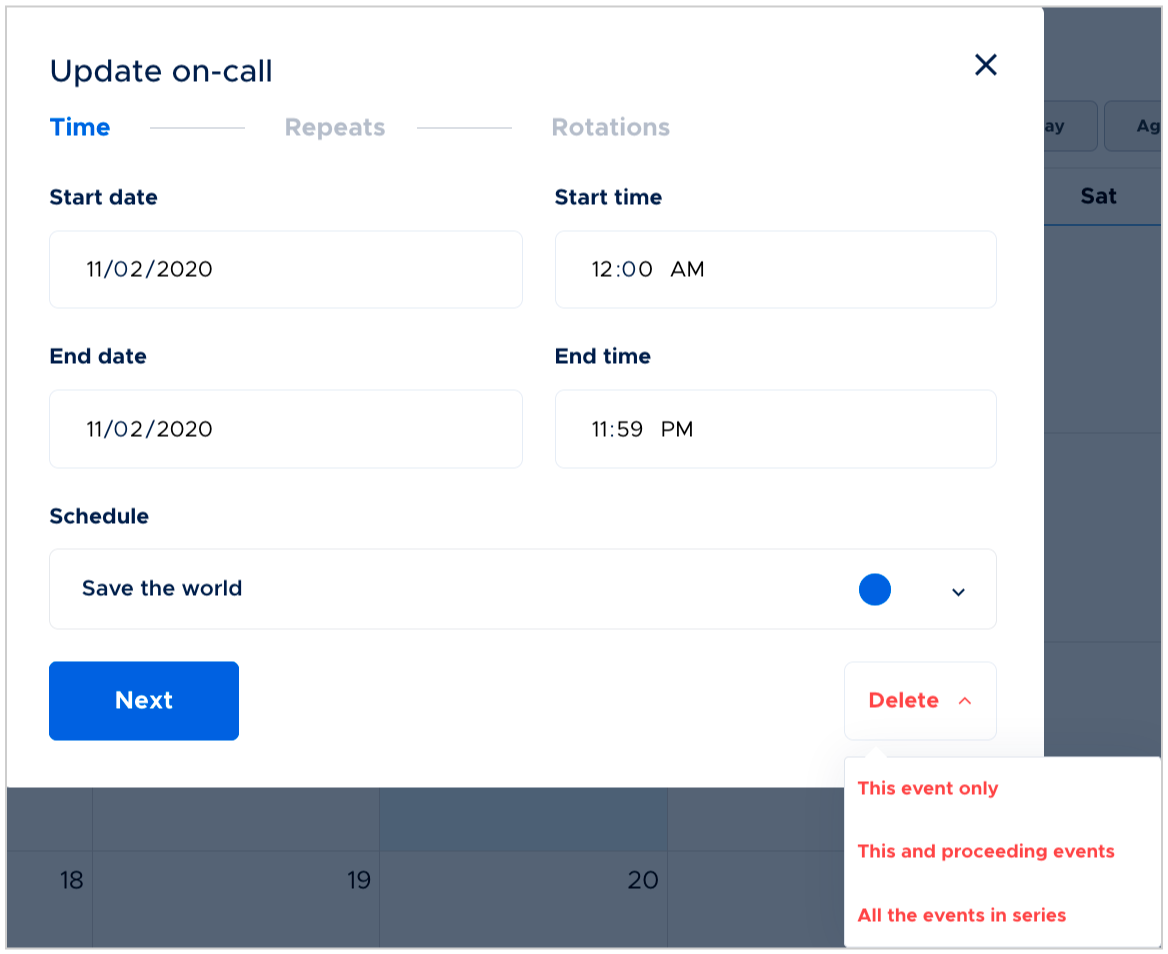 Update on-call
Time Repeats Rotations
ay Ag
Sat
Start date Start time
11/02/2020 12:00 AM
End date End time
11/02/2020 11:59 PM
Schedule
Save the world
Next Delete
This event only
This and proceeding events
18 19 20
All the events in series